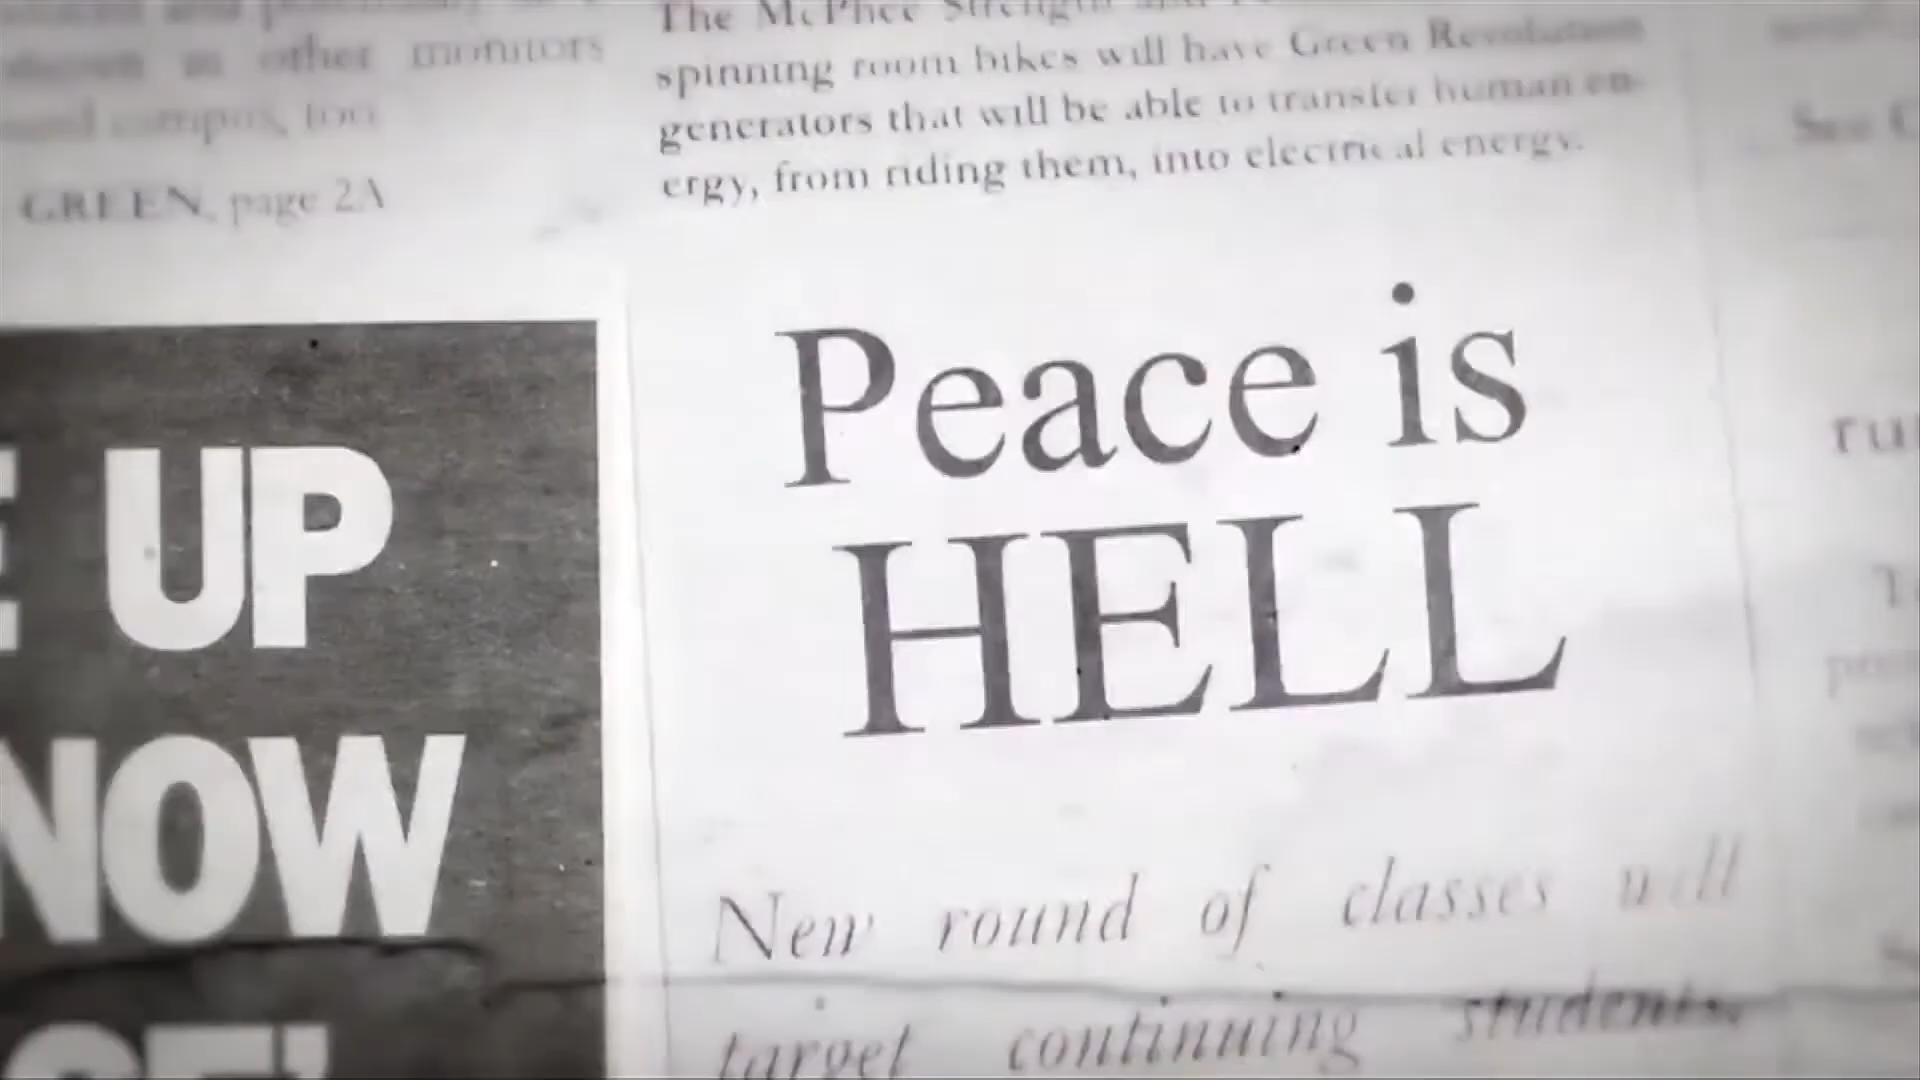 other monitors
campus, too
GREEN, page 2A
The McPhee Strength
spinning room bikes will have Green Revolution
generators that will be able to transfer human en-
ergy, from riding them, into electrical energy.
UP
NOW
Peace is
HELL
New round of classes will
target continuing students
See